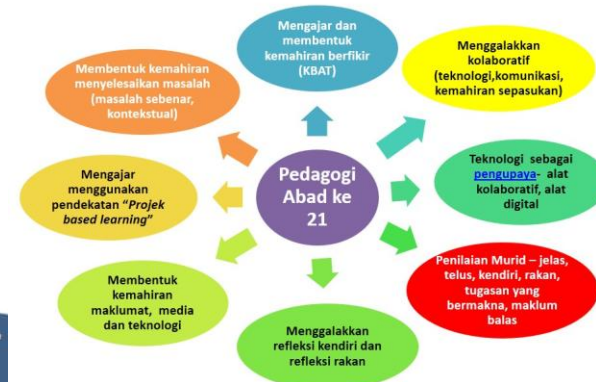 Mengajar dan
membentuk
kemahiran berfikir
(KBAT)
Menggalakkan
kolaboratif
(teknologi,komunikasi,
kemahiran sepasukan)
Teknologi sebagai
pengupaya- alat
kolaboratif, alat
digital
Penilaian Murid – jelas,
telus, kendiri, rakan,
tugasan yang
bermakna, maklum
balas
Menggalakkan
refleksi kendiri dan
refleksi rakan
Membentuk
kemahiran
maklumat, media
dan teknologi
Mengajar
menggunakan
pendekatan “Projek
based learning”
Membentuk kemahiran
menyelesaikan masalah
(masalah sebenar,
kontekstual)
Pedagogi
Abad ke
21